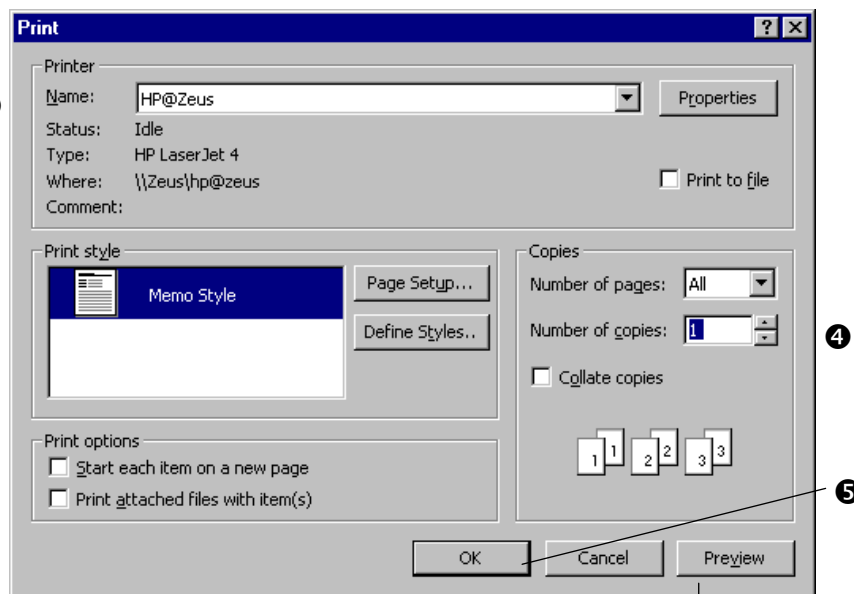 Print
Printer
Name: HP@Zeus Properties
Status: Idle
Type: HP LaserJet 4
Where: \\Zeus\hp@zeus Print to file
Comment:
Print style
Memo Style
Page Setup...
Define Styles..
Copies
Number of pages: All
Number of copies: 1
❹
Collate copies
1 1 2 2 3 3
Print options
Start each item on a new page
Print attached files with item(s)
❺
OK Cancel Preview